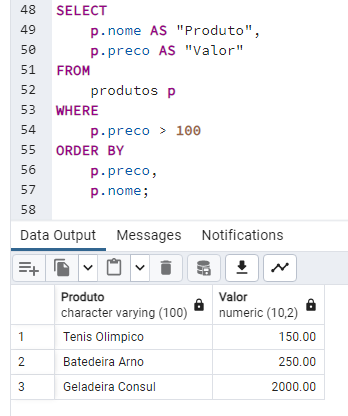 48 SELECT
49 p.nome AS "Produto",
50 p.preco AS "Valor"
51 FROM
52 produtos p
53 WHERE
54 p.preco > 100
55 ORDER BY
56 p.preco,
57 p.nome;
58
Data Output Messages Notifications
Produto Valor
character varying (100) numeric (10,2)
1 Tenis Olimpico 150.00
2 Batedeira Arno 250.00
3 Geladeira Consul 2000.00